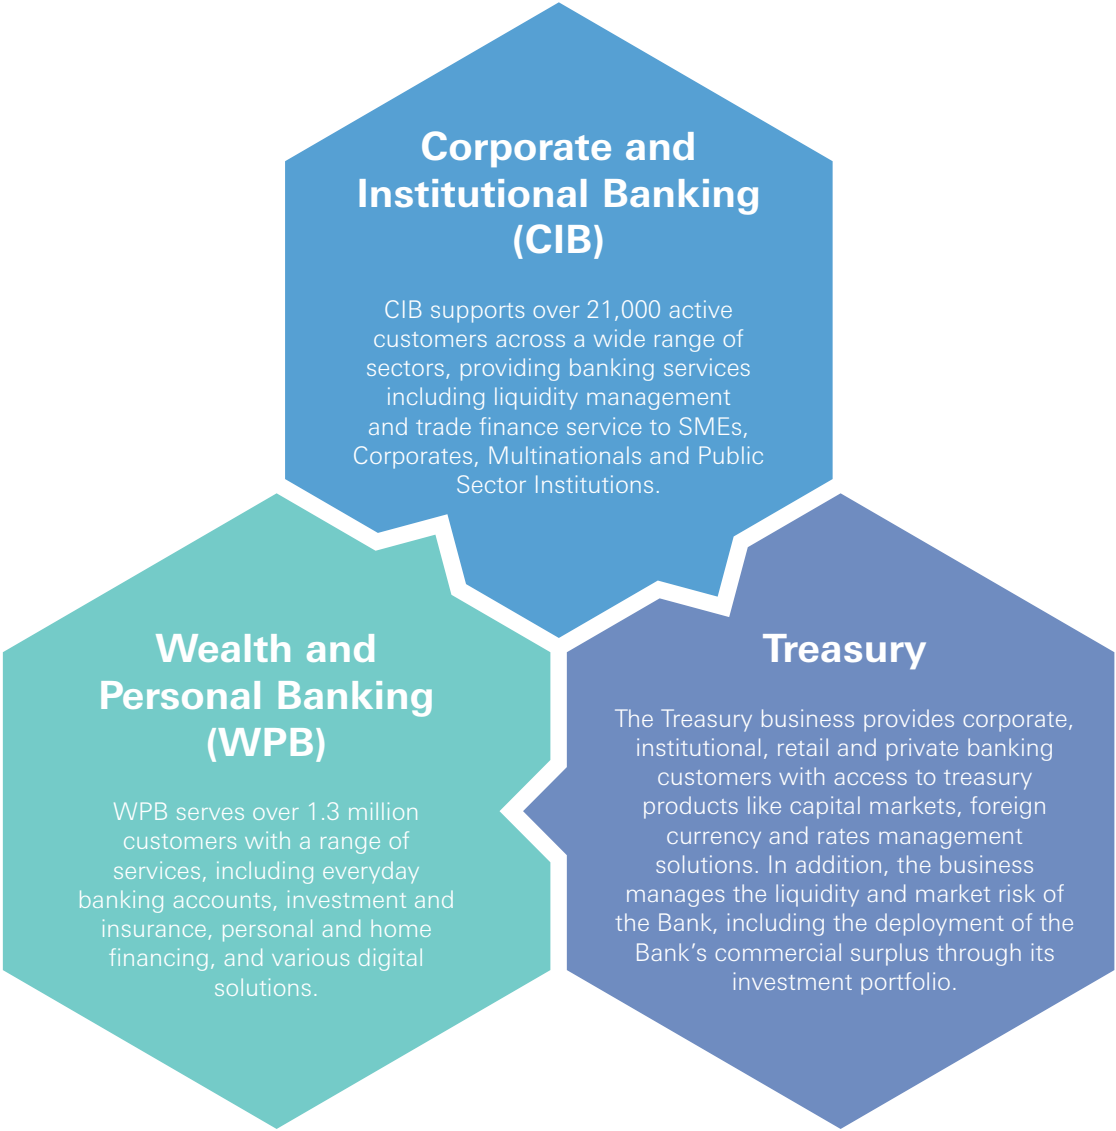 Corporate and
Institutional Banking
(CIB)
CIB supports over 21,000 active
customers across a wide range of
sectors, providing banking services
including liquidity management
and trade finance service to SMEs,
Corporates, Multinationals and Public
Sector Institutions.
Wealth and
Personal Banking
(WPB)
WPB serves over 1.3 million
customers with a range of
services, including everyday
banking accounts, investment and
insurance, personal and home
financing, and various digital
solutions.
Treasury
The Treasury business provides corporate,
institutional, retail and private banking
customers with access to treasury
products like capital markets, foreign
currency and rates management
solutions. In addition, the business
manages the liquidity and market risk of
the Bank, including the deployment of the
Bank’s commercial surplus through its
investment portfolio.